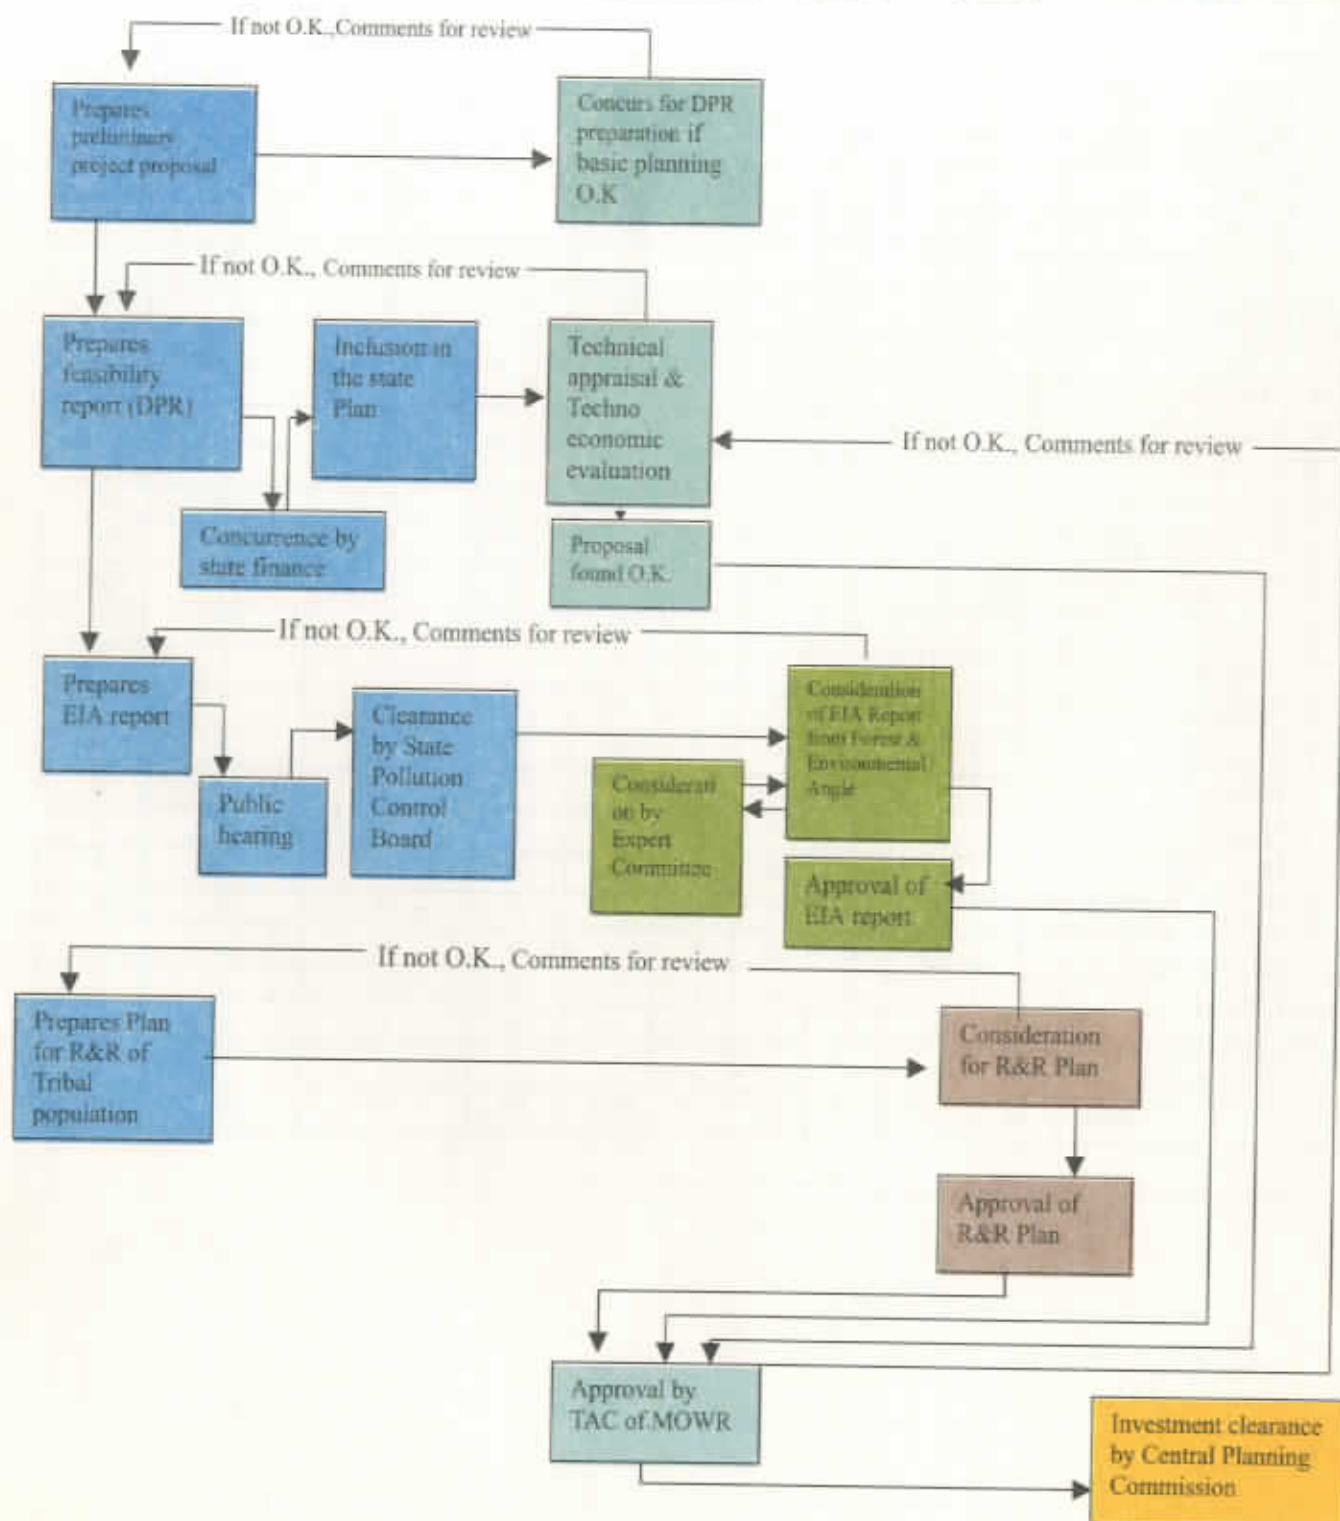 If not O.K.,Comments for review
Prepares
preliminary
project proposal
Concurs for DPR
preparation if
basic planning
O.K
If not O.K., Comments for review
Prepares
feasibility
report (DPR)
Inclusion in
the state
Plan
Technical
appraisal &
Techno
economic
evaluation
If not O.K., Comments for review
Concurrence by
state finance
Proposal
found O.K.
If not O.K., Comments for review
Prepares
EIA report
Public
hearing
Clearance
by State
Pollution
Control
Board
Considerati
on by
Expert
Committee
Consideration
of EIA Report
from Forest &
Environmental
Angle
Approval of
EIA report
If not O.K., Comments for review
Prepares Plan
for R&R of
Tribal
population
Consideration
for R&R Plan
Approval of
R&R Plan
Approval by
TAC of MOWR
Investment clearance
by Central Planning
Commission